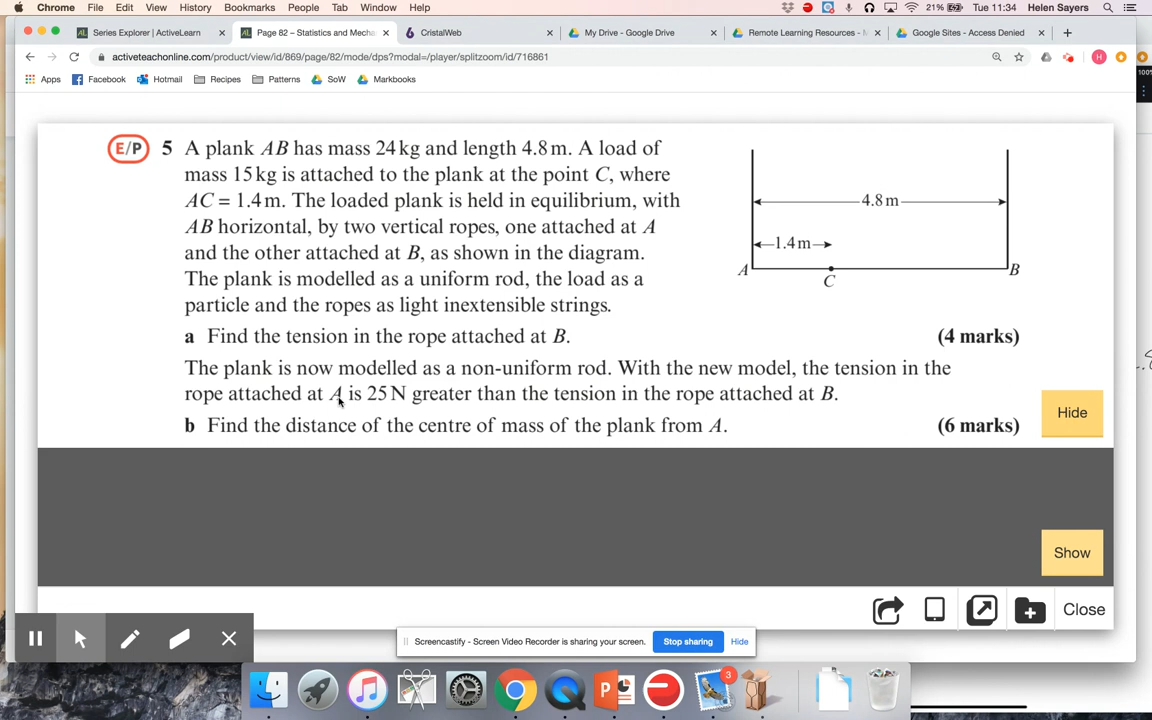 Chrome File Edit View History Bookmarks People Tab Window Help 21% Tue 11:34 Helen Sayers
Series Explorer | ActiveLearn Page 82 – Statistics and Mecha CristalWeb My Drive - Google Drive Remote Learning Resources - Google Sites - Access Denied
activeteachonline.com/product/view/id/869/page/82/mode/dps?modal=/player/splitzoom/id/716861
Apps Facebook Hotmail Recipes Patterns SoW Markbooks
E/P 5 A plank AB has mass 24 kg and length 4.8 m. A load of
mass 15 kg is attached to the plank at the point C, where
AC = 1.4 m. The loaded plank is held in equilibrium, with
AB horizontal, by two vertical ropes, one attached at A
and the other attached at B, as shown in the diagram.
The plank is modelled as a uniform rod, the load as a
particle and the ropes as light inextensible strings.
4.8 m
1.4 m
A B
C
a Find the tension in the rope attached at B. (4 marks)
The plank is now modelled as a non-uniform rod. With the new model, the tension in the
rope attached at A is 25 N greater than the tension in the rope attached at B.
b Find the distance of the centre of mass of the plank from A. (6 marks)
Hide
Show
Close
Screencastify - Screen Video Recorder is sharing your screen. Stop sharing Hide
3